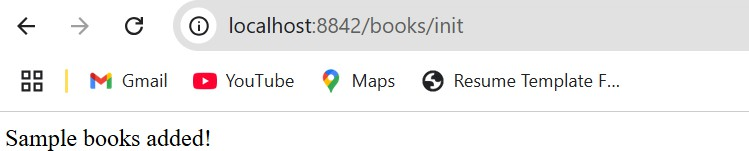 localhost:8842/books/init
Gmail YouTube Maps Resume Template F...
Sample books added!